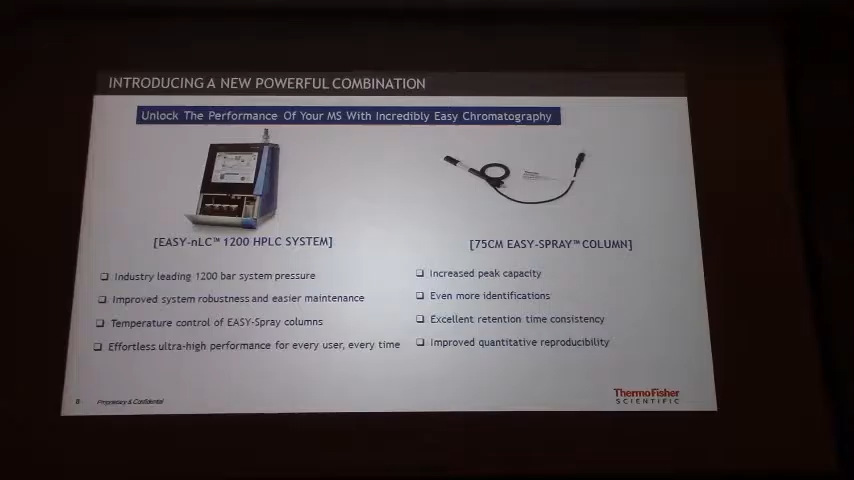 INTRODUCING A NEW POWERFUL COMBINATION
Unlock The Performance Of Your MS With Incredibly Easy Chromatography
[EASY-nLC™ 1200 HPLC SYSTEM]
Industry leading 1200 bar system pressure
Improved system robustness and easier maintenance
Temperature control of EASY-Spray columns
Effortless ultra-high performance for every user, every time
[75CM EASY-SPRAY™ COLUMN]
Increased peak capacity
Even more identifications
Excellent retention time consistency
Improved quantitative reproducibility
8 Proprietary & Confidential
ThermoFisher
SCIENTIFIC